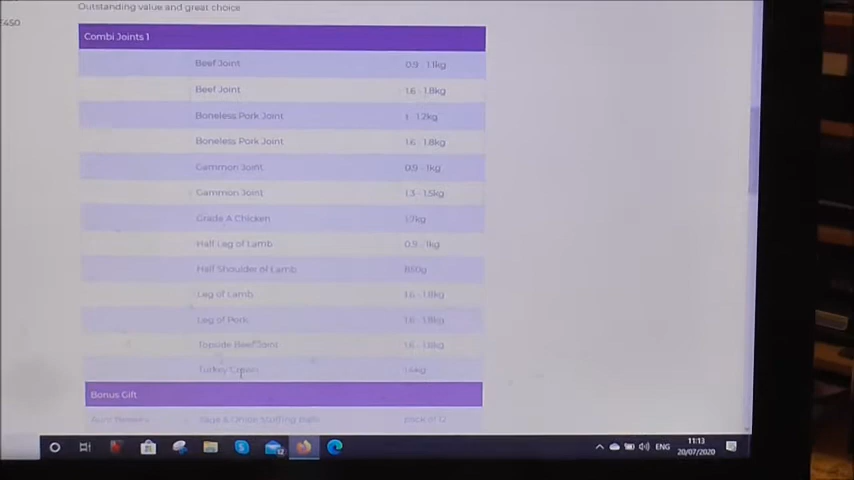 Outstanding value and great choice
£450
Combi Joints 1
Beef Joint 0.9 - 1.1kg
Beef Joint 1.6 - 1.8kg
Boneless Pork Joint 1 - 1.2kg
Boneless Pork Joint 1.6 - 1.8kg
Gammon Joint 0.9 - 1kg
Gammon Joint 1.3 - 1.5kg
Grade A Chicken 1.7kg
Half Leg of Lamb 0.9 - 1kg
Half Shoulder of Lamb 850g
Leg of Lamb 1.6 - 1.8kg
Leg of Pork 1.6 - 1.8kg
Topside Beef Joint 1.6 - 1.8kg
Turkey Crown
Bonus Gift
Aunt Bessie's Sage & Onion Stuffing Balls pack of 12
12
ENG
11:13
20/07/2020